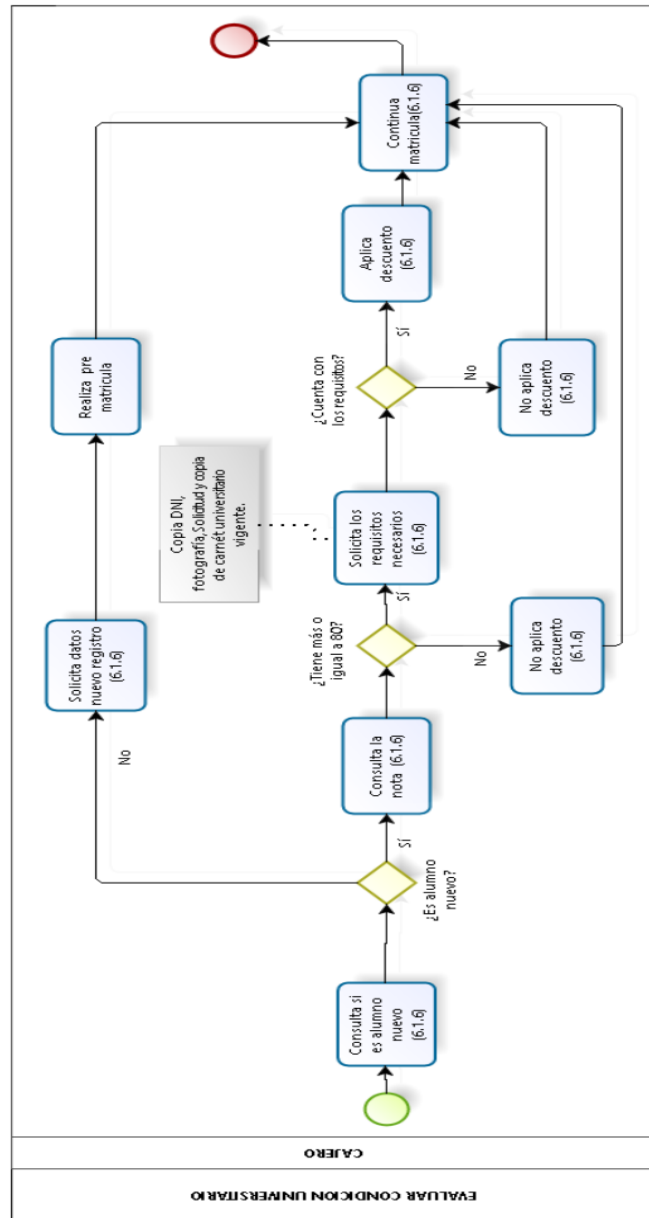 EVALUAR CONDICION UNIVERSITARIO
CAJERO
Consulta si
es alumno
nuevo
(6.1.6)
¿Es alumno
nuevo?
No
Sí
Solicita datos
nuevo registro
(6.1.6)
Realiza pre
matricula
Consulta la
nota (6.1.6)
¿Tiene más o
igual a 80?
Sí
No
No aplica
descuento
(6.1.6)
Copia DNI,
fotografía,Solicitud y copia
de carnét universitario
vigente.
Solicita los
requisitos
necesarios
(6.1.6)
¿Cuenta con
los requisitos?
Sí
No
No aplica
descuento
(6.1.6)
Aplica
descuento
(6.1.6)
Continua
matricula(6.1.6)